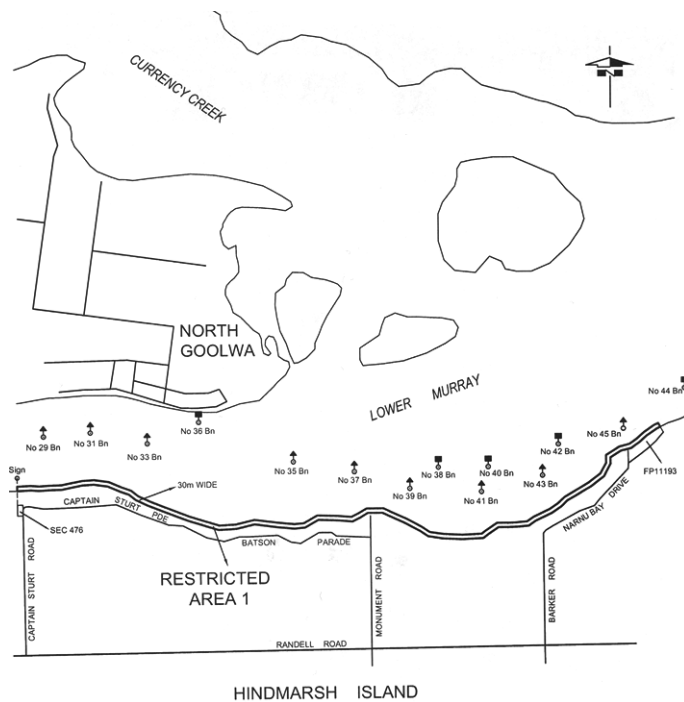 CURRENCY CREEK
N
NORTH
GOOLWA
LOWER MURRAY
No 44 Bn
No 29 Bn
No 31 Bn
No 33 Bn
No 36 Bn
No 35 Bn
No 37 Bn
No 38 Bn
No 39 Bn
No 40 Bn
No 41 Bn
No 42 Bn
No 43 Bn
No 45 Bn
FP11193
Sign
30m WIDE
CAPTAIN STURT PDE
SEC 476
BATSON PARADE
NARNU BAY DRIVE
RESTRICTED
AREA 1
CAPTAIN STURT ROAD
MONUMENT ROAD
BARKER ROAD
RANDELL ROAD
HINDMARSH ISLAND